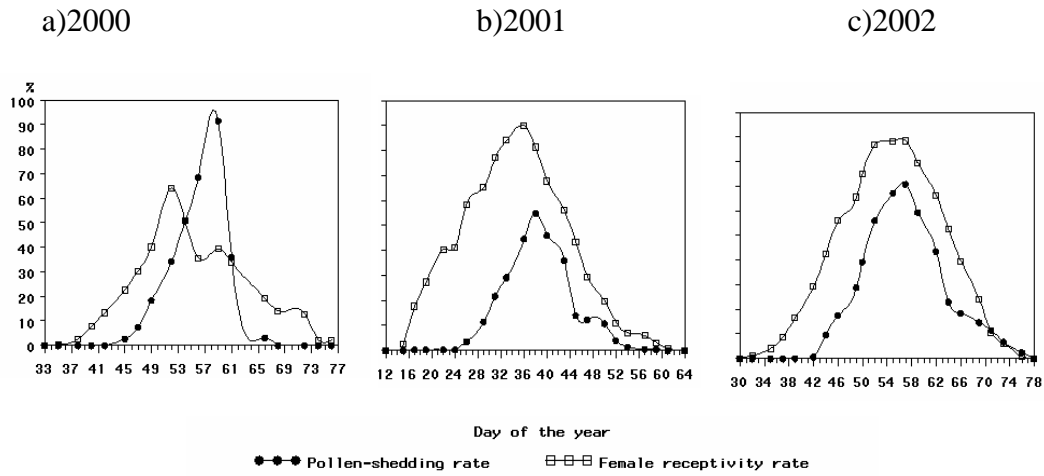 a)2000 b)2001 c)2002
%
100
90
80
70
60
50
40
30
20
10
0
33 37 41 45 49 53 57 61 65 69 73 77
12 16 20 24 28 32 36 40 44 48 52 56 60 64
30 34 38 42 46 50 54 58 62 66 70 74 78
Day of the year
Pollen-shedding rate Female receptivity rate